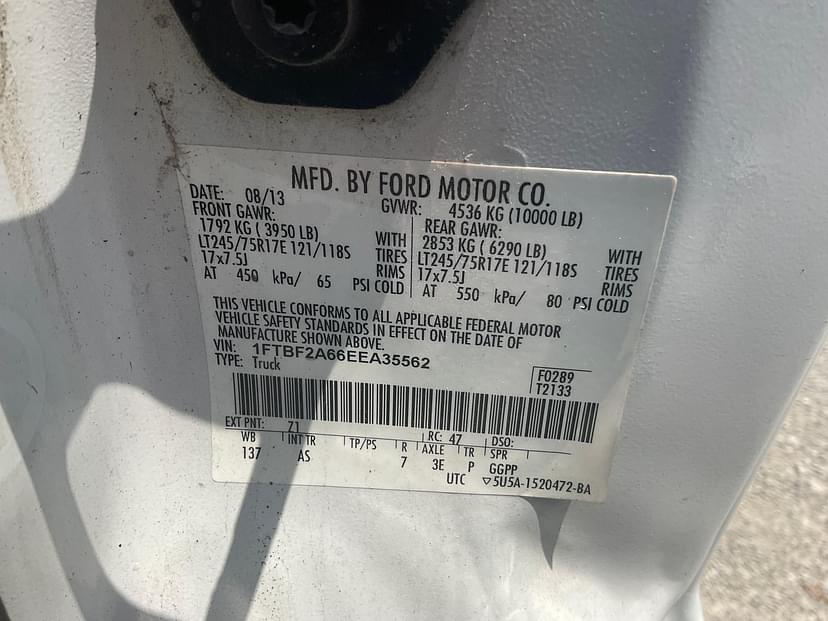 MFD. BY FORD MOTOR CO.
DATE: 08/13 GVWR: 4536 KG (10000 LB)
FRONT GAWR: REAR GAWR:
1792 KG ( 3950 LB) WITH 2853 KG ( 6290 LB) WITH
LT245/75R17E 121/118S TIRES LT245/75R17E 121/118S TIRES
17x7.5J RIMS 17x7.5J RIMS
AT 450 kPa/ 65 PSI COLD AT 550 kPa/ 80 PSI COLD
THIS VEHICLE CONFORMS TO ALL APPLICABLE FEDERAL MOTOR
VEHICLE SAFETY STANDARDS IN EFFECT ON THE DATE OF
MANUFACTURE SHOWN ABOVE.
VIN: 1FTBF2A66EEA35562
TYPE: Truck
F0289
T2133
EXT PNT: 71 RC: 47 DSO:
WB INT TR TP/PS R AXLE TR SPR
137 AS 7 3E P GGPP
UTC ▽5U5A-1520472-BA